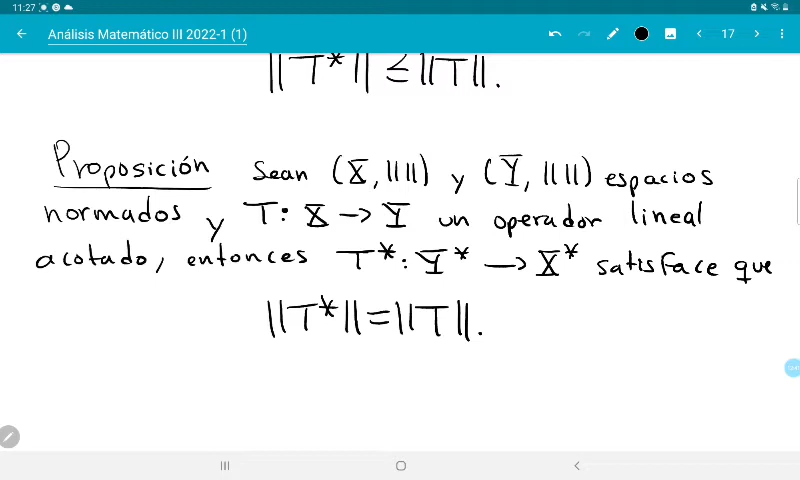 11:27
Análisis Matemático III 2022-1 (1)
17
||T*|| ≤ ||T||.
Proposición Sean (X, || ||) y (Y, || ||) espacios
normados y T: X → Y un operador lineal
acotado, entonces T*: Y* → X* satisface que
||T*|| = ||T||.